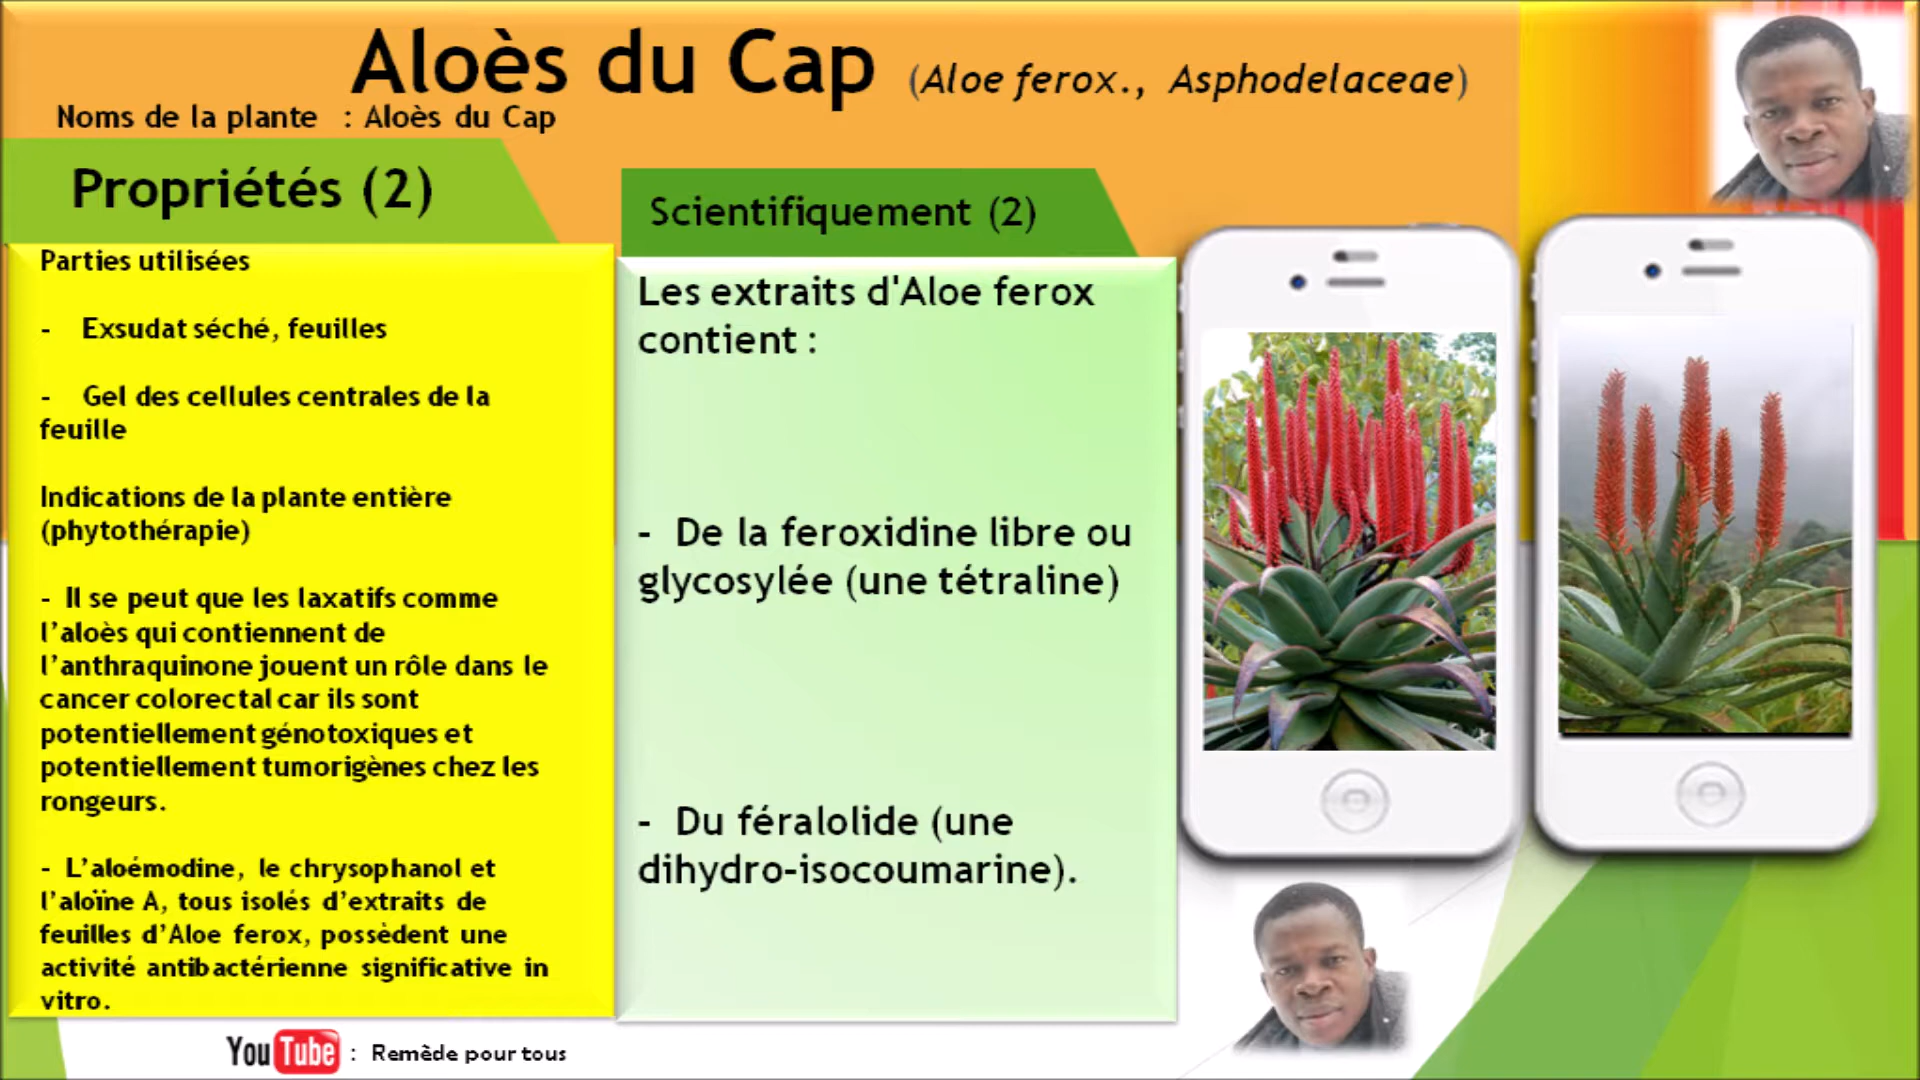 Aloès du Cap (Aloe ferox., Asphodelaceae)
Noms de la plante : Aloès du Cap
Propriétés (2)
Parties utilisées
- Exsudat séché, feuilles
- Gel des cellules centrales de la
feuille
Indications de la plante entière
(phytothérapie)
- Il se peut que les laxatifs comme
l’aloès qui contiennent de
l’anthraquinone jouent un rôle dans le
cancer colorectal car ils sont
potentiellement génotoxiques et
potentiellement tumorigènes chez les
rongeurs.
- L’aloémodine, le chrysophanol et
l’aloïne A, tous isolés d’extraits de
feuilles d’Aloe ferox, possèdent une
activité antibactérienne significative in
vitro.
Scientifiquement (2)
Les extraits d'Aloe ferox
contient :
- De la feroxidine libre ou
glycosylée (une tétraline)
- Du féralolide (une
dihydro-isocoumarine).
YouTube : Remède pour tous